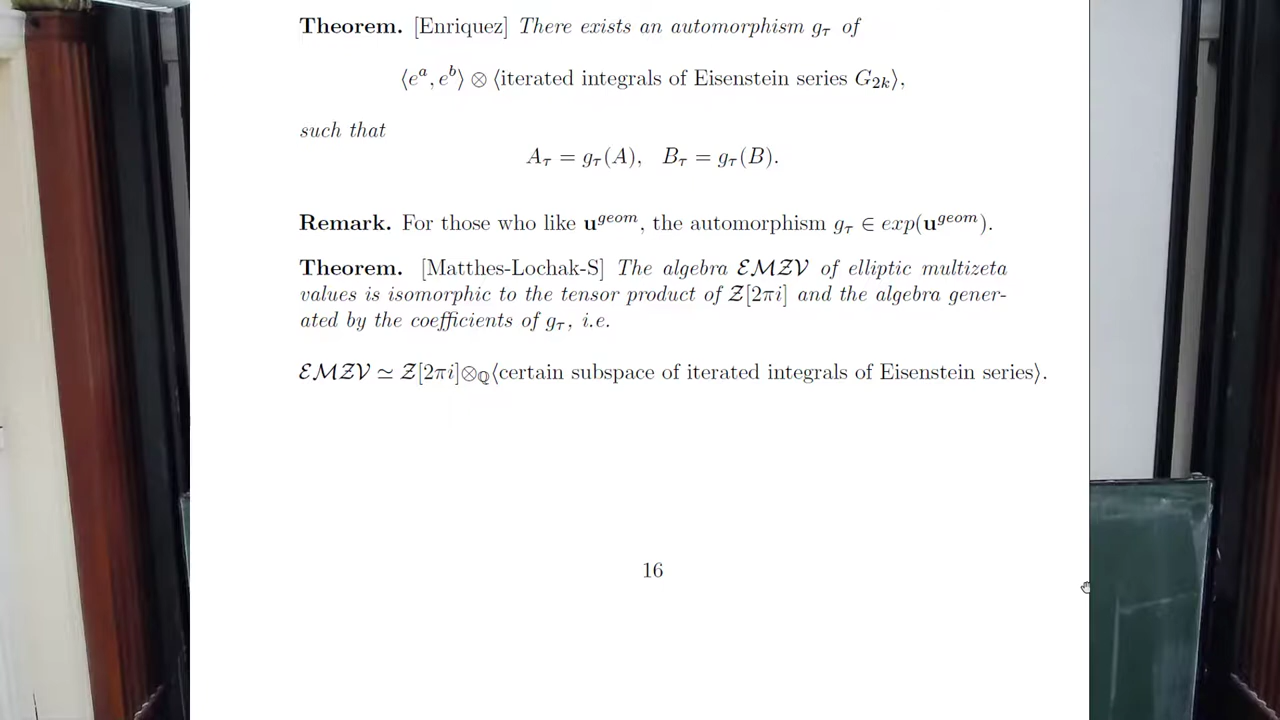 Theorem. [Enriquez] There exists an automorphism g_τ of
⟨e^a, e^b⟩ ⊗ ⟨iterated integrals of Eisenstein series G_{2k}⟩,
such that
A_τ = g_τ(A), B_τ = g_τ(B).
Remark. For those who like u^{geom}, the automorphism g_τ ∈ exp(u^{geom}).
Theorem. [Matthes-Lochak-S] The algebra ℰℳ𝒵𝒱 of elliptic multizeta
values is isomorphic to the tensor product of 𝒵[2πi] and the algebra gener-
ated by the coefficients of g_τ, i.e.
ℰℳ𝒵𝒱 ≃ 𝒵[2πi]⊗_ℚ⟨certain subspace of iterated integrals of Eisenstein series⟩.
16